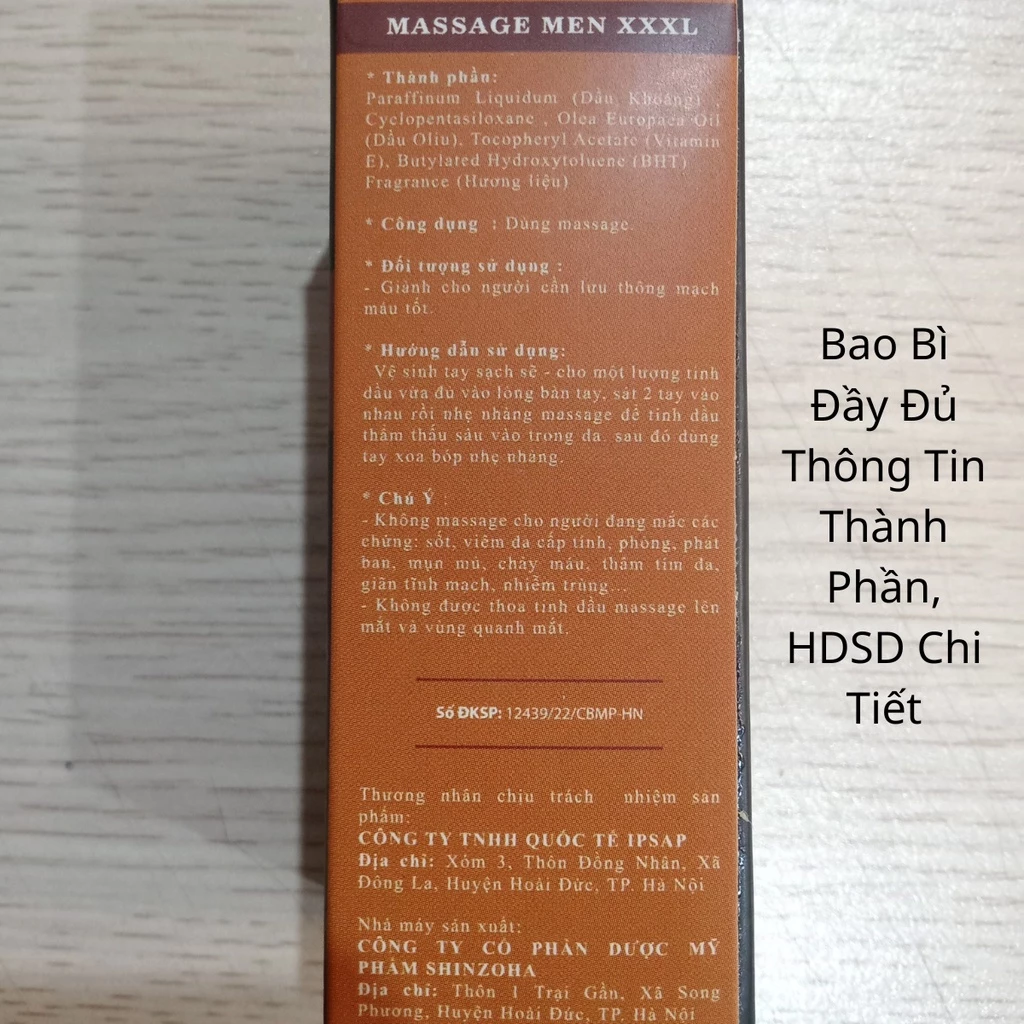 MASSAGE MEN XXXL
* Thành phần:
Paraffinum Liquidum (Dầu Khoáng) ,
Cyclopentasiloxane , Olea Europaea Oil
(Dầu Oliu), Tocopheryl Acetate (Vitamin
E), Butylated Hydroxytoluene (BHT)
Fragrance (Hương liệu)
* Công dụng : Dùng massage.
* Đối tượng sử dụng :
- Giành cho người cần lưu thông mạch
máu tốt.
* Hướng dẫn sử dụng:
Vệ sinh tay sạch sẽ - cho một lượng tinh
dầu vừa đủ vào lòng bàn tay, sát 2 tay vào
nhau rồi nhẹ nhàng massage để tinh dầu
thẩm thấu sâu vào trong da, sau đó dùng
tay xoa bóp nhẹ nhàng.
* Chú Ý :
- Không massage cho người đang mắc các
chứng: sốt, viêm da cấp tính, phỏng, phát
ban, mụn mủ, chảy máu, thâm tím da,
giãn tĩnh mạch, nhiễm trùng...
- Không được thoa tinh dầu massage lên
mắt và vùng quanh mắt.
Số ĐKSP: 12439/22/CBMP-HN
Thương nhân chịu trách nhiệm sản
phẩm:
CÔNG TY TNHH QUỐC TẾ IPSAP
Địa chỉ: Xóm 3, Thôn Đông Nhân, Xã
Đông La, Huyện Hoài Đức, TP. Hà Nội
Nhà máy sản xuất:
CÔNG TY CỔ PHẦN DƯỢC MỸ
PHẨM SHINZOHA
Địa chỉ: Thôn 1 Trại Gần, Xã Song
Phương, Huyện Hoài Đức, TP. Hà Nội
Bao Bì
Đầy Đủ
Thông Tin
Thành
Phần,
HDSD Chi
Tiết